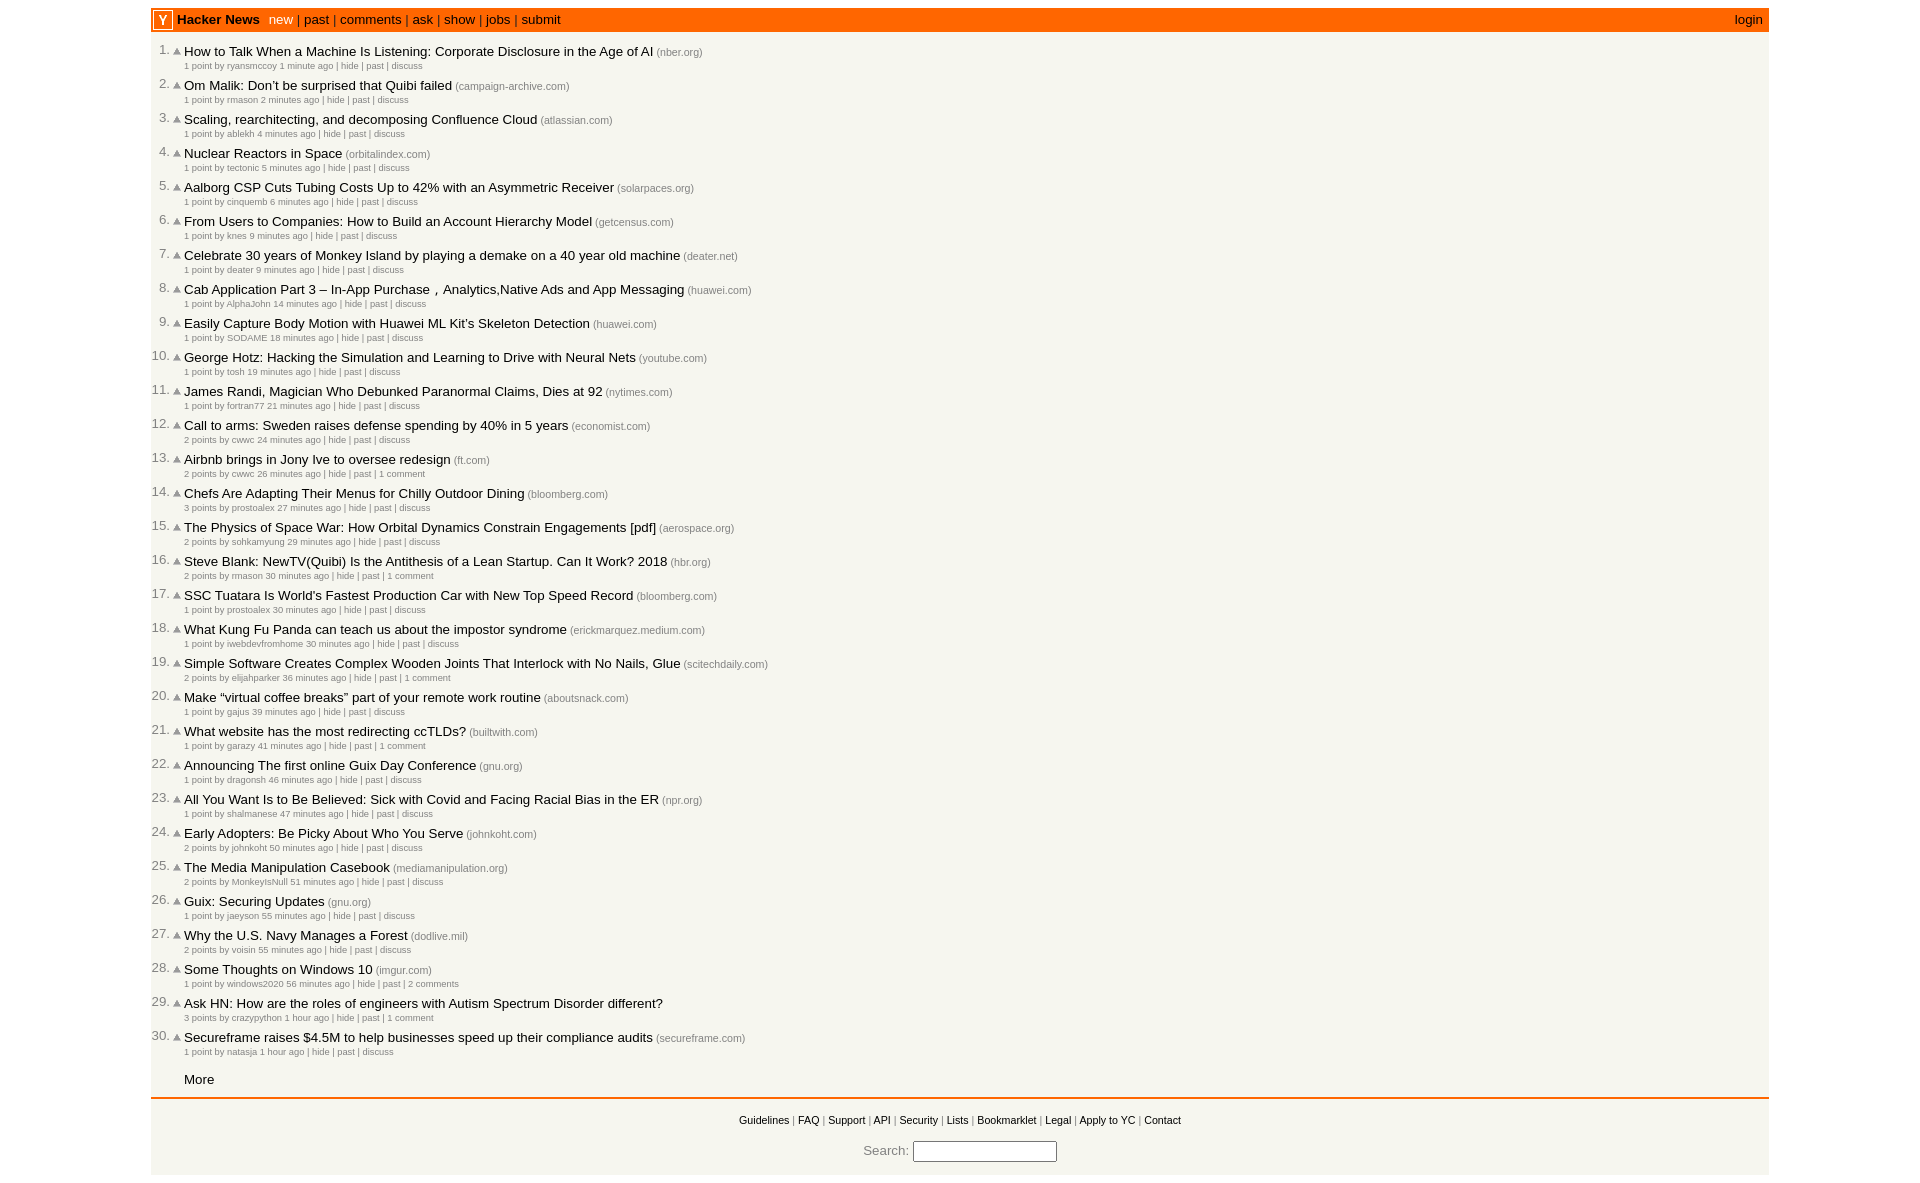 Y Hacker News new | past | comments | ask | show | jobs | submit login
1. How to Talk When a Machine Is Listening: Corporate Disclosure in the Age of AI (nber.org)
1 point by ryansmccoy 1 minute ago | hide | past | discuss
2. Om Malik: Don’t be surprised that Quibi failed (campaign-archive.com)
1 point by rmason 2 minutes ago | hide | past | discuss
3. Scaling, rearchitecting, and decomposing Confluence Cloud (atlassian.com)
1 point by ablekh 4 minutes ago | hide | past | discuss
4. Nuclear Reactors in Space (orbitalindex.com)
1 point by tectonic 5 minutes ago | hide | past | discuss
5. Aalborg CSP Cuts Tubing Costs Up to 42% with an Asymmetric Receiver (solarpaces.org)
1 point by cinquemb 6 minutes ago | hide | past | discuss
6. From Users to Companies: How to Build an Account Hierarchy Model (getcensus.com)
1 point by knes 9 minutes ago | hide | past | discuss
7. Celebrate 30 years of Monkey Island by playing a demake on a 40 year old machine (deater.net)
1 point by deater 9 minutes ago | hide | past | discuss
8. Cab Application Part 3 – In-App Purchase，Analytics,Native Ads and App Messaging (huawei.com)
1 point by AlphaJohn 14 minutes ago | hide | past | discuss
9. Easily Capture Body Motion with Huawei ML Kit’s Skeleton Detection (huawei.com)
1 point by SODAME 18 minutes ago | hide | past | discuss
10. George Hotz: Hacking the Simulation and Learning to Drive with Neural Nets (youtube.com)
1 point by tosh 19 minutes ago | hide | past | discuss
11. James Randi, Magician Who Debunked Paranormal Claims, Dies at 92 (nytimes.com)
1 point by fortran77 21 minutes ago | hide | past | discuss
12. Call to arms: Sweden raises defense spending by 40% in 5 years (economist.com)
2 points by cwwc 24 minutes ago | hide | past | discuss
13. Airbnb brings in Jony Ive to oversee redesign (ft.com)
2 points by cwwc 26 minutes ago | hide | past | 1 comment
14. Chefs Are Adapting Their Menus for Chilly Outdoor Dining (bloomberg.com)
3 points by prostoalex 27 minutes ago | hide | past | discuss
15. The Physics of Space War: How Orbital Dynamics Constrain Engagements [pdf] (aerospace.org)
2 points by sohkamyung 29 minutes ago | hide | past | discuss
16. Steve Blank: NewTV(Quibi) Is the Antithesis of a Lean Startup. Can It Work? 2018 (hbr.org)
2 points by rmason 30 minutes ago | hide | past | 1 comment
17. SSC Tuatara Is World's Fastest Production Car with New Top Speed Record (bloomberg.com)
1 point by prostoalex 30 minutes ago | hide | past | discuss
18. What Kung Fu Panda can teach us about the impostor syndrome (erickmarquez.medium.com)
1 point by iwebdevfromhome 30 minutes ago | hide | past | discuss
19. Simple Software Creates Complex Wooden Joints That Interlock with No Nails, Glue (scitechdaily.com)
2 points by elijahparker 36 minutes ago | hide | past | 1 comment
20. Make “virtual coffee breaks” part of your remote work routine (aboutsnack.com)
1 point by gajus 39 minutes ago | hide | past | discuss
21. What website has the most redirecting ccTLDs? (builtwith.com)
1 point by garazy 41 minutes ago | hide | past | 1 comment
22. Announcing The first online Guix Day Conference (gnu.org)
1 point by dragonsh 46 minutes ago | hide | past | discuss
23. All You Want Is to Be Believed: Sick with Covid and Facing Racial Bias in the ER (npr.org)
1 point by shalmanese 47 minutes ago | hide | past | discuss
24. Early Adopters: Be Picky About Who You Serve (johnkoht.com)
2 points by johnkoht 50 minutes ago | hide | past | discuss
25. The Media Manipulation Casebook (mediamanipulation.org)
2 points by MonkeyIsNull 51 minutes ago | hide | past | discuss
26. Guix: Securing Updates (gnu.org)
1 point by jaeyson 55 minutes ago | hide | past | discuss
27. Why the U.S. Navy Manages a Forest (dodlive.mil)
2 points by voisin 55 minutes ago | hide | past | discuss
28. Some Thoughts on Windows 10 (imgur.com)
1 point by windows2020 56 minutes ago | hide | past | 2 comments
29. Ask HN: How are the roles of engineers with Autism Spectrum Disorder different?
3 points by crazypython 1 hour ago | hide | past | 1 comment
30. Secureframe raises $4.5M to help businesses speed up their compliance audits (secureframe.com)
1 point by natasja 1 hour ago | hide | past | discuss
More
Guidelines | FAQ | Support | API | Security | Lists | Bookmarklet | Legal | Apply to YC | Contact
Search: